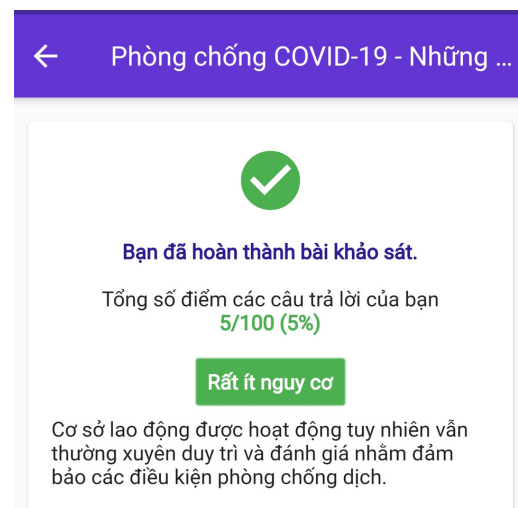 Phòng chống COVID-19 - Những ...
Bạn đã hoàn thành bài khảo sát.
Tổng số điểm các câu trả lời của bạn
5/100 (5%)
Rất ít nguy cơ
Cơ sở lao động được hoạt động tuy nhiên vẫn
thường xuyên duy trì và đánh giá nhằm đảm
bảo các điều kiện phòng chống dịch.